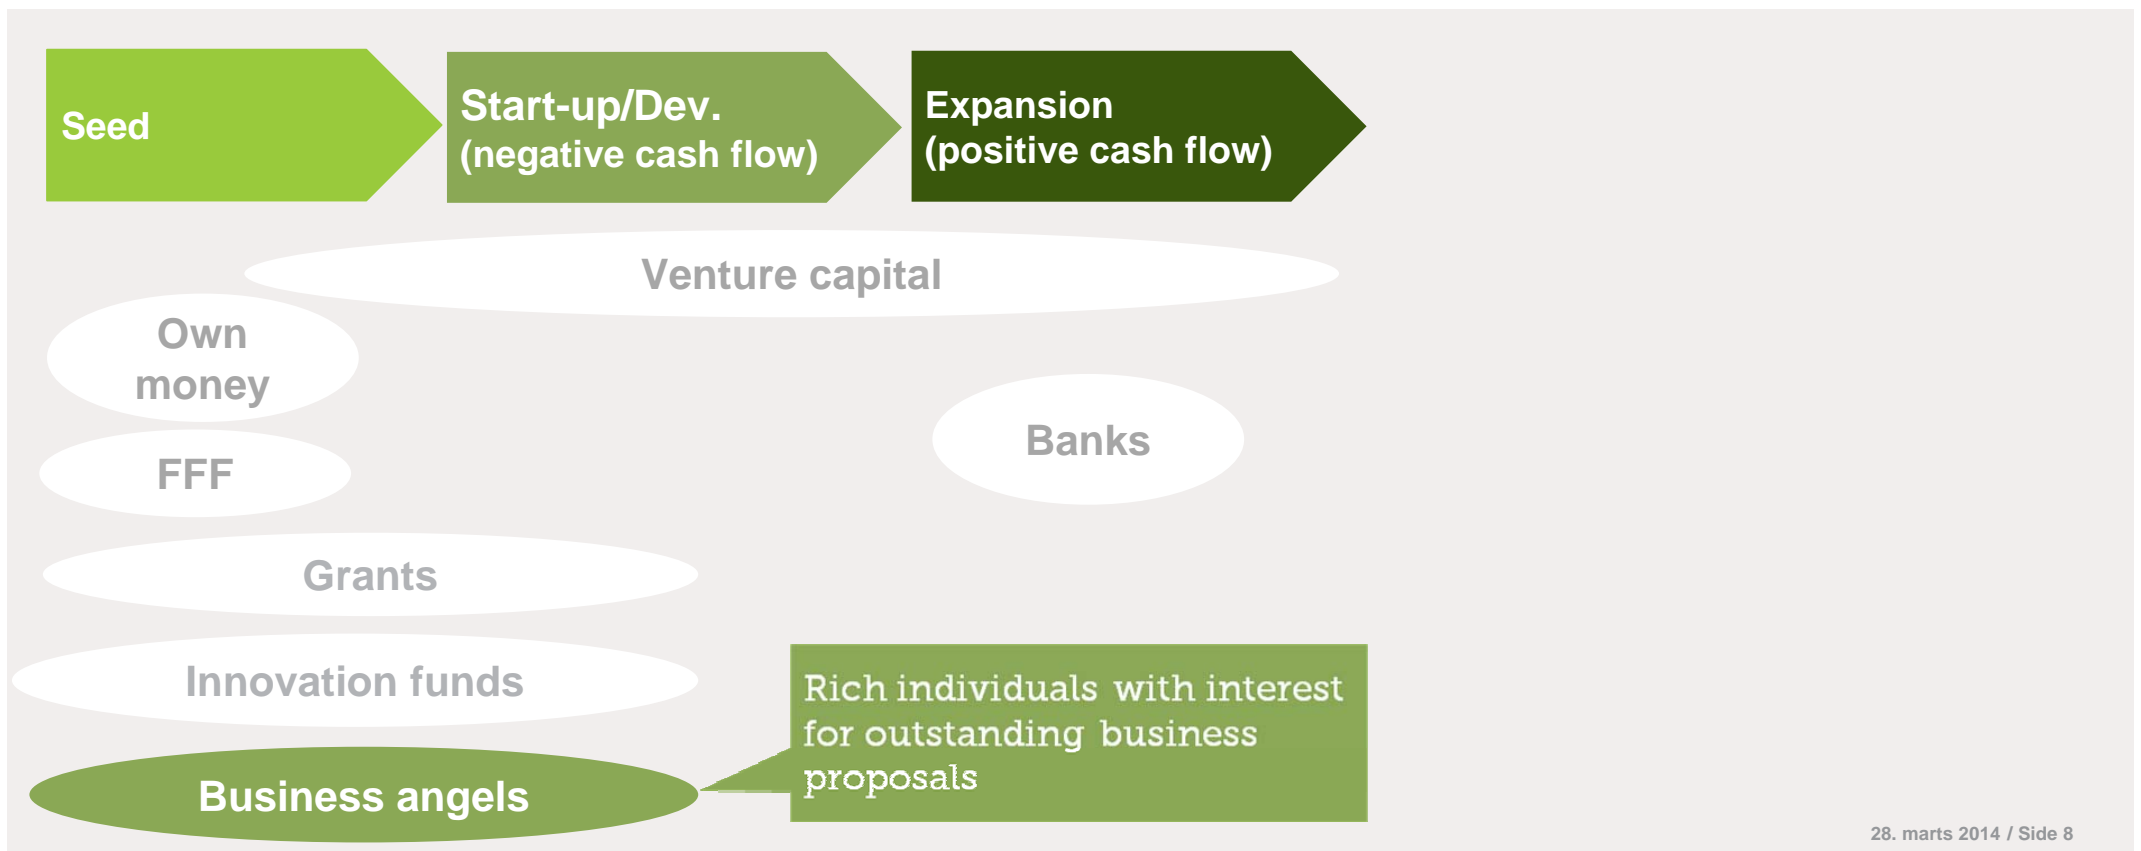 Seed
Start-up/Dev.
(negative cash flow)
Expansion
(positive cash flow)
Venture capital
Own
money
FFF
Banks
Grants
Innovation funds
Business angels
Rich individuals with interest
for outstanding business
proposals
28. marts 2014 / Side 8